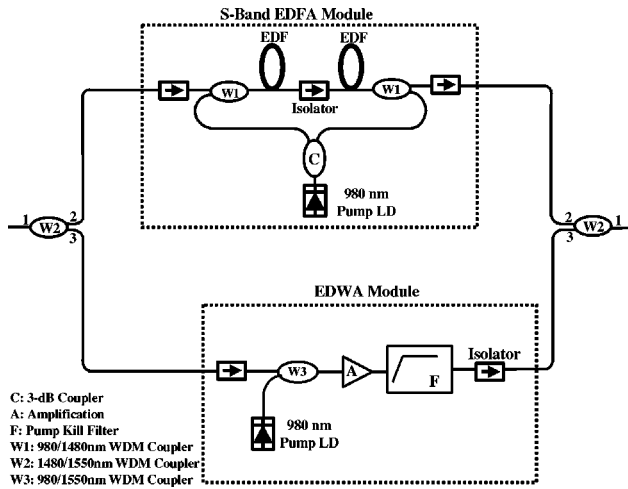 S-Band EDFA Module
EDF
EDF
W1
Isolator
W1
C
980 nm
Pump LD
1
W2
2
3
2
3
W2
1
EDWA Module
W3
A
F
Isolator
980 nm
Pump LD
C: 3-dB Coupler
A: Amplification
F: Pump Kill Filter
W1: 980/1480nm WDM Coupler
W2: 1480/1550nm WDM Coupler
W3: 980/1550nm WDM Coupler